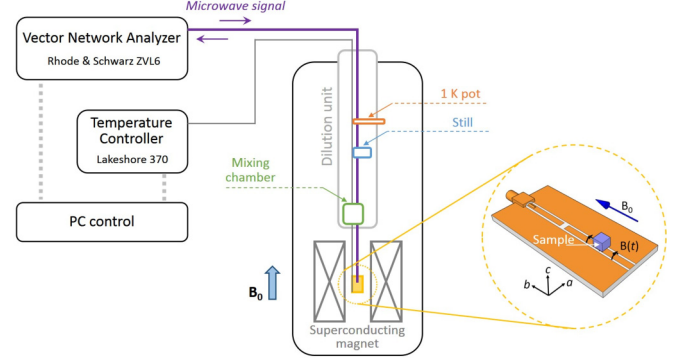 Microwave signal
Vector Network Analyzer
Rhode & Schwarz ZVL6
Temperature
Controller
Lakeshore 370
PC control
Dilution unit
1 K pot
Still
Mixing
chamber
B₀
Superconducting
magnet
B₀
Sample
B(t)
c
b
a